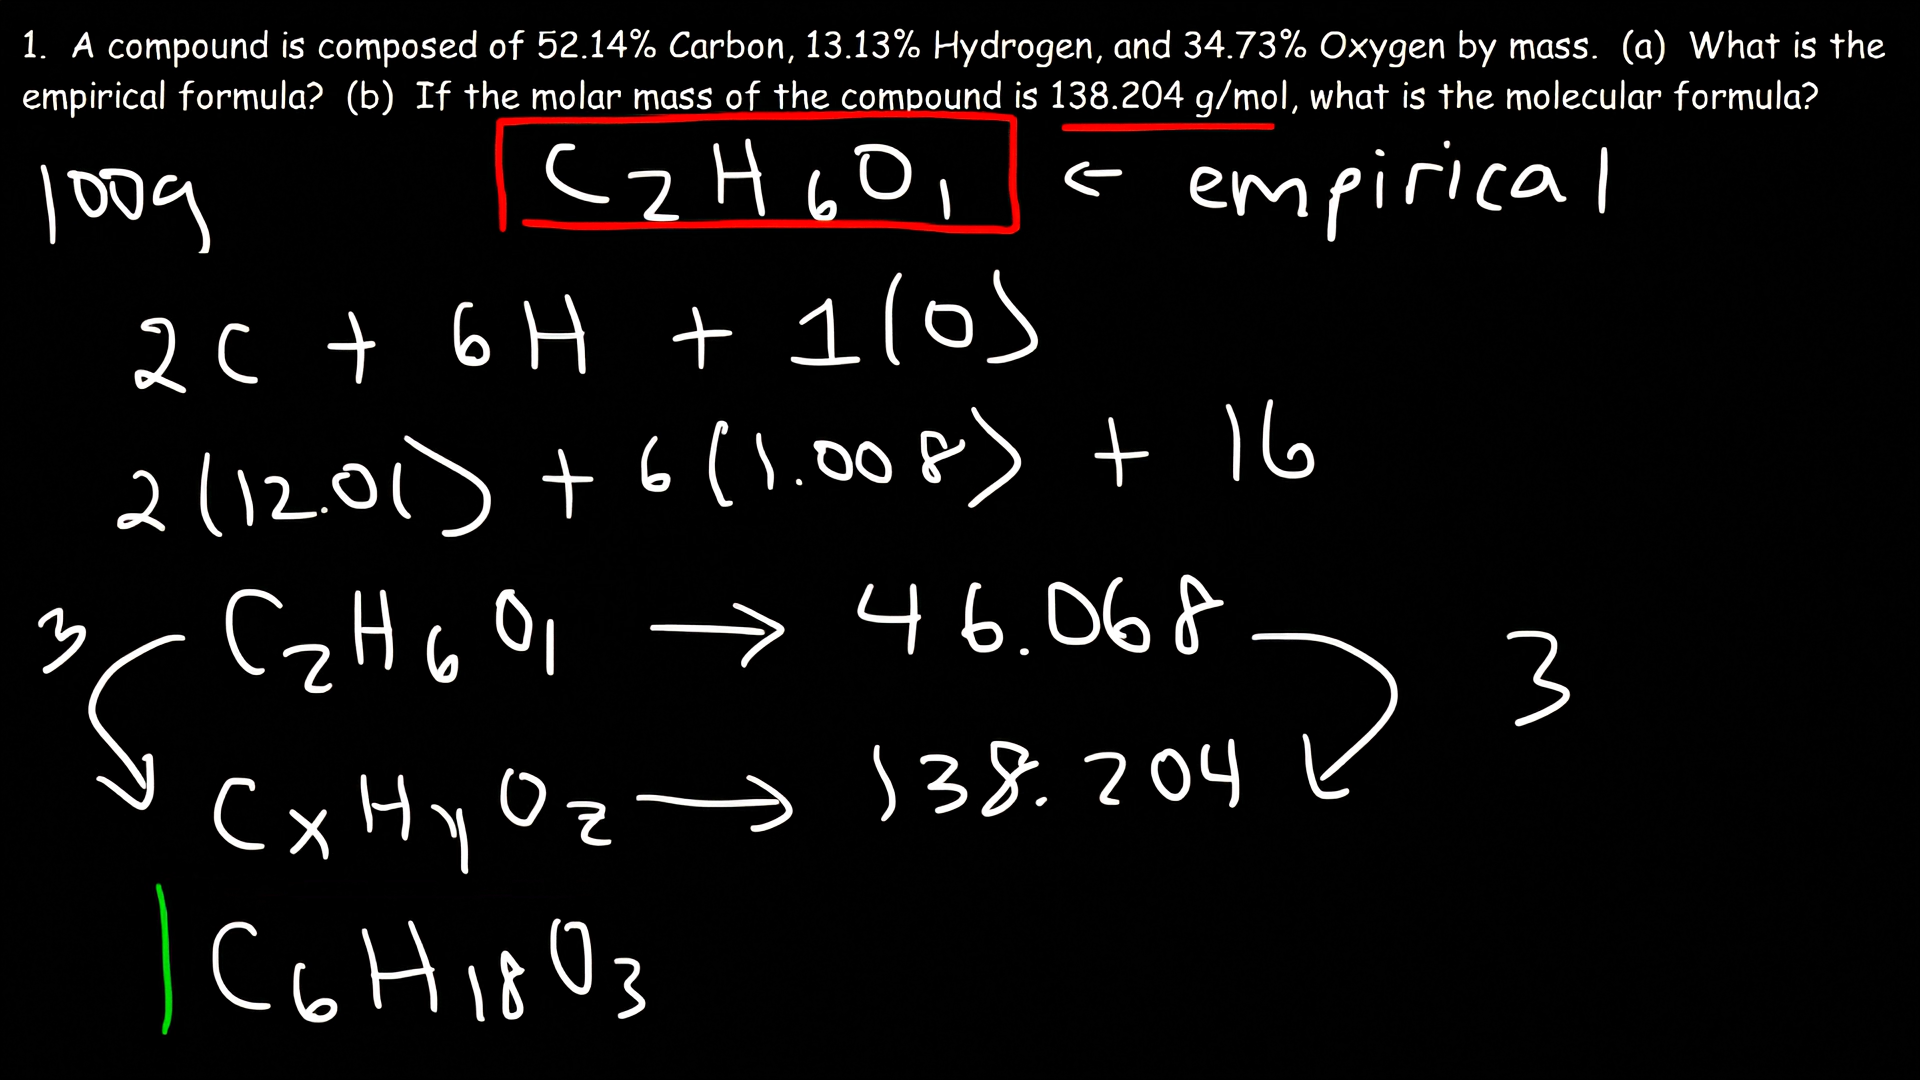 1. A compound is composed of 52.14% Carbon, 13.13% Hydrogen, and 34.73% Oxygen by mass. (a) What is the
empirical formula? (b) If the molar mass of the compound is 138.204 g/mol, what is the molecular formula?
100g C2H6O1 ← empirical
2C + 6H + 1(O)
2(12.01) + 6(1.008) + 16
3 C2H6O1 → 46.068 3
CxHyOz → 138.204
C6H18O3